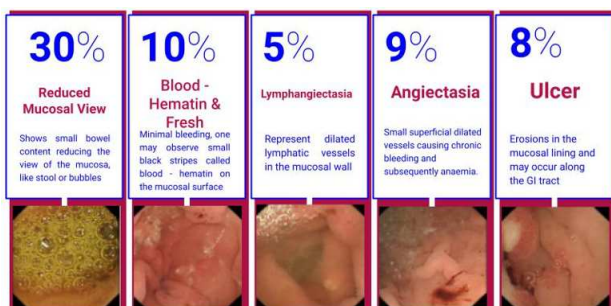 30%
Reduced
Mucosal View
Shows small bowel
content reducing the
view of the mucosa,
like stool or bubbles
10%
Blood -
Hematin &
Fresh
Minimal bleeding, one
may observe small
black stripes called
blood - hematin on
the mucosal surface
5%
Lymphangiectasia
Represent dilated
lymphatic vessels
in the mucosal wall
9%
Angiectasia
Small superficial dilated
vessels causing chronic
bleeding and
subsequently anaemia.
8%
Ulcer
Erosions in the
mucosal lining and
may occur along
the GI tract